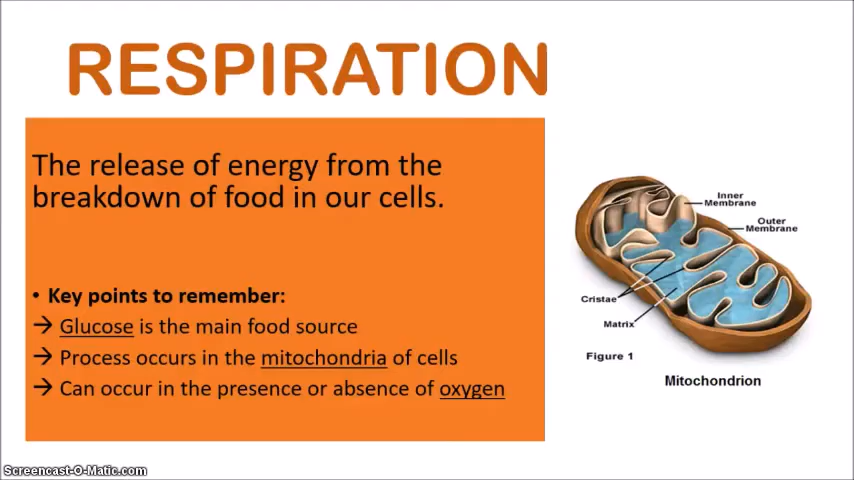 RESPIRATION
The release of energy from the
breakdown of food in our cells.
• Key points to remember:
→ Glucose is the main food source
→ Process occurs in the mitochondria of cells
→ Can occur in the presence or absence of oxygen
Inner
Membrane
Outer
Membrane
Cristae
Matrix
Figure 1
Mitochondrion
Screencast-O-Matic.com